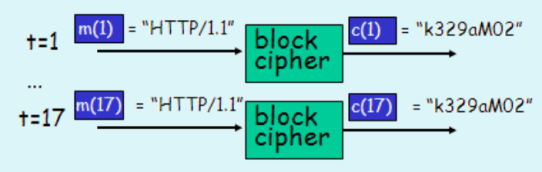 t=1 m(1) = "HTTP/1.1" block cipher c(1) = "k329aM02"
...
t=17 m(17) = "HTTP/1.1" block cipher c(17) = "k329aM02"